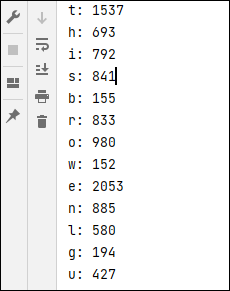 t: 1537
h: 693
i: 792
s: 841
b: 155
r: 833
o: 980
w: 152
e: 2053
n: 885
l: 580
g: 194
u: 427